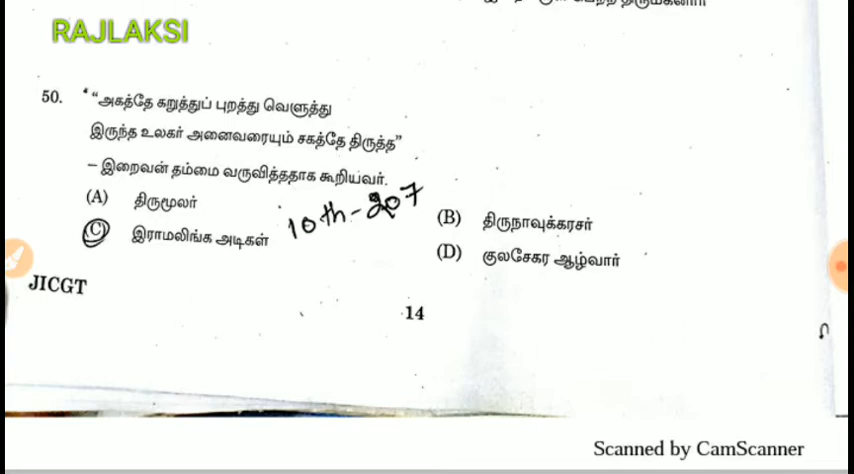 RAJLAKSI
50. "அகத்தே கறுத்துப் புறத்து வெளுத்து
இருந்த உலகர் அனைவரையும் சகத்தே திருத்த"
– இறைவன் தம்மை வருவித்ததாக கூறியவர்.
(A) திருமூலர்
(B) திருநாவுக்கரசர்
(C) இராமலிங்க அடிகள் 10th-207
(D) குலசேகர ஆழ்வார்
JICGT
14
Scanned by CamScanner